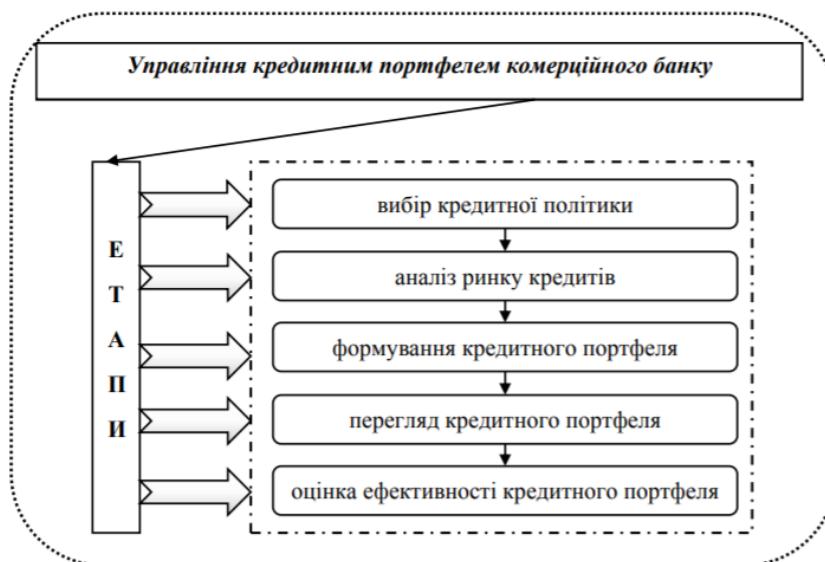 Управління кредитним портфелем комерційного банку
ЕТАПИ
вибір кредитної політики
аналіз ринку кредитів
формування кредитного портфеля
перегляд кредитного портфеля
оцінка ефективності кредитного портфеля